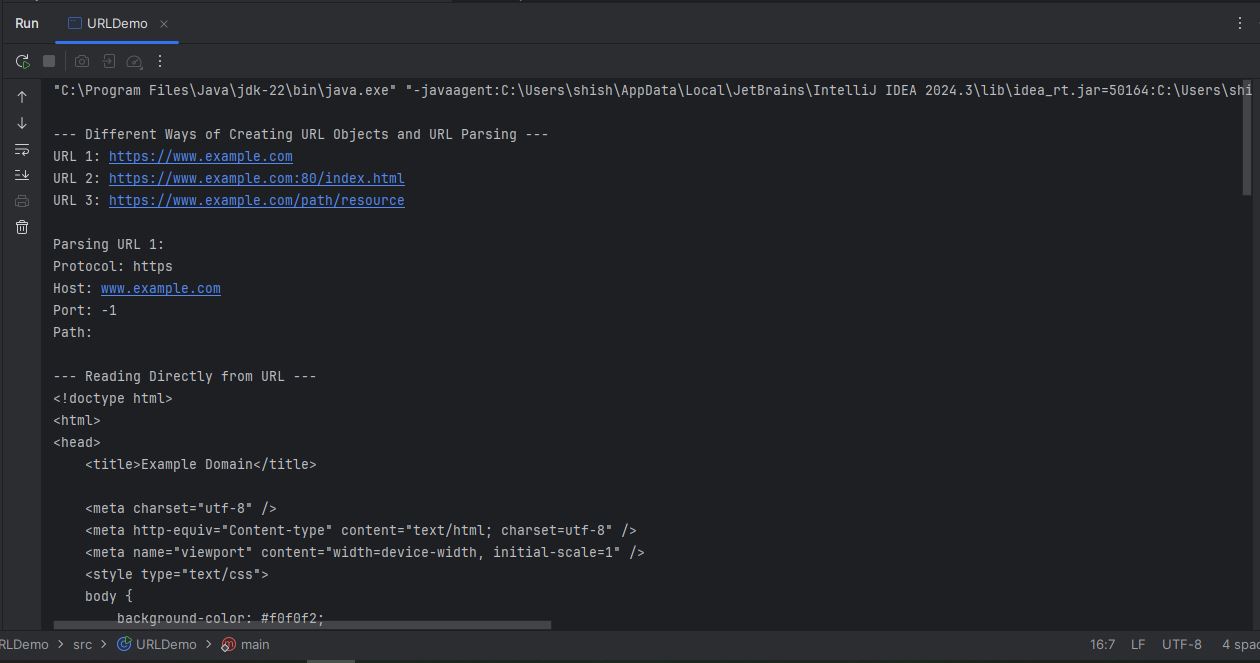 Run URLDemo
"C:\Program Files\Java\jdk-22\bin\java.exe" "-javaagent:C:\Users\shish\AppData\Local\JetBrains\IntelliJ IDEA 2024.3\lib\idea_rt.jar=50164:C:\Users\shi
--- Different Ways of Creating URL Objects and URL Parsing ---
URL 1: https://www.example.com
URL 2: https://www.example.com:80/index.html
URL 3: https://www.example.com/path/resource
Parsing URL 1:
Protocol: https
Host: www.example.com
Port: -1
Path:
--- Reading Directly from URL ---
<!doctype html>
<html>
<head>
    <title>Example Domain</title>
    <meta charset="utf-8" />
    <meta http-equiv="Content-type" content="text/html; charset=utf-8" />
    <meta name="viewport" content="width=device-width, initial-scale=1" />
    <style type="text/css">
    body {
        background-color: #f0f0f2;
RLDemo > src > URLDemo > main 16:7 LF UTF-8 4 spac